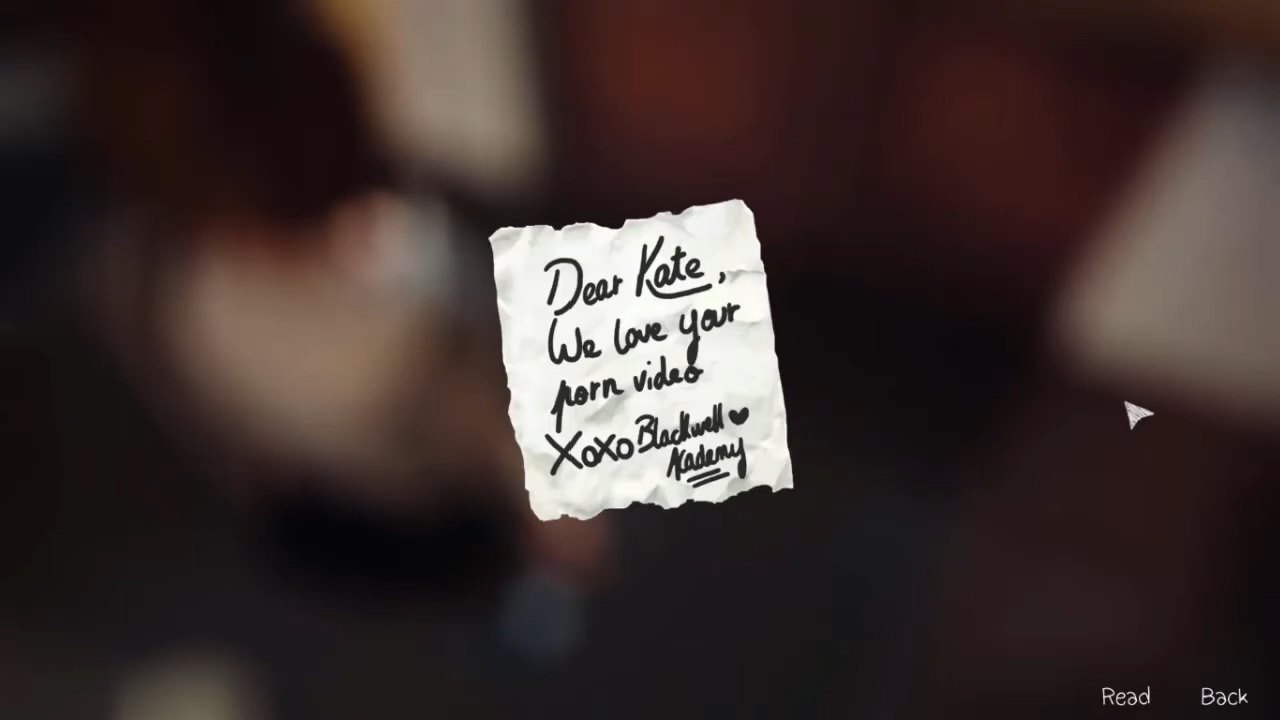 Dear Kate,
We love your
porn video
XoXo Blackwell
Academy
Read Back